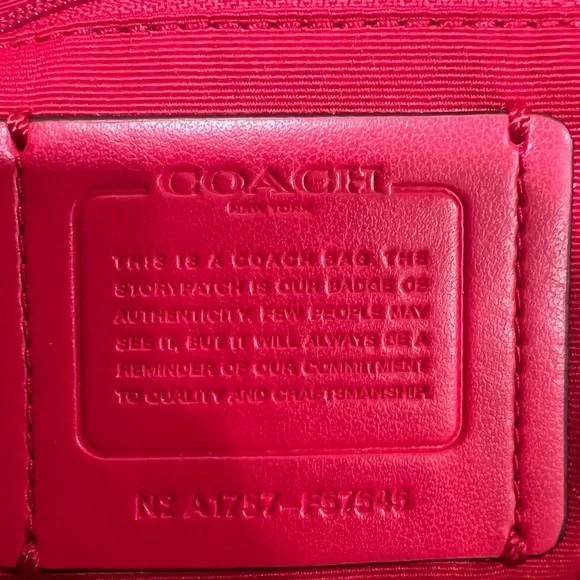 COACH
NEW YORK
THIS IS A COACH BAG. THE
STORYPATCH IS OUR BADGE OF
AUTHENTICITY. FEW PEOPLE MAY
SEE IT, BUT IT WILL ALWAYS BE A
REMINDER OF OUR COMMITMENT
TO QUALITY AND CRAFTSMANSHIP.
Nº A1757-F57545